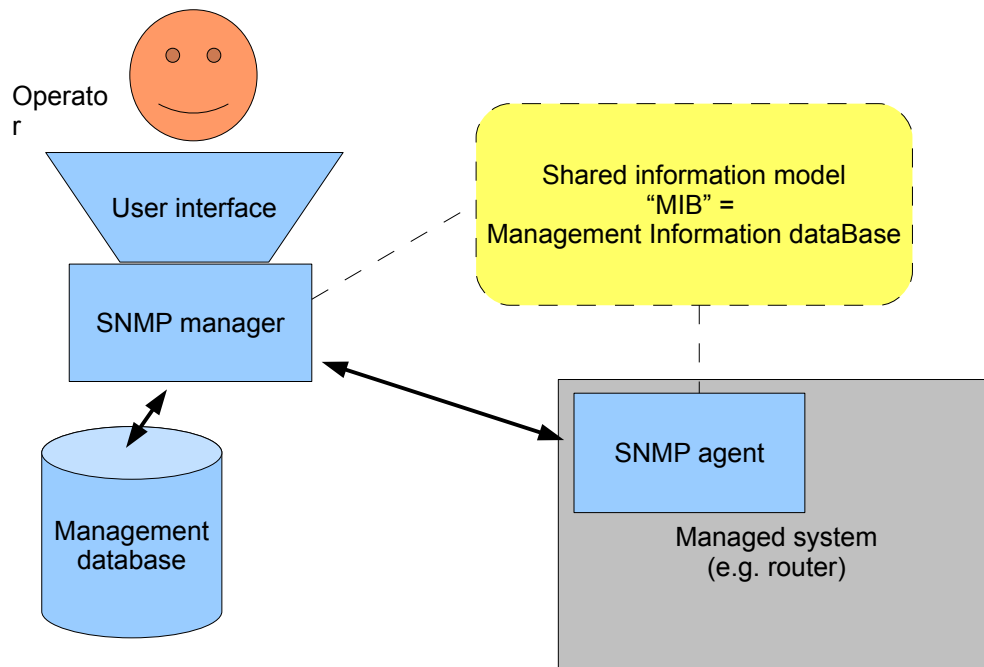 Operato
r
User interface
SNMP manager
Management
database
Shared information model
“MIB” =
Management Information dataBase
SNMP agent
Managed system
(e.g. router)